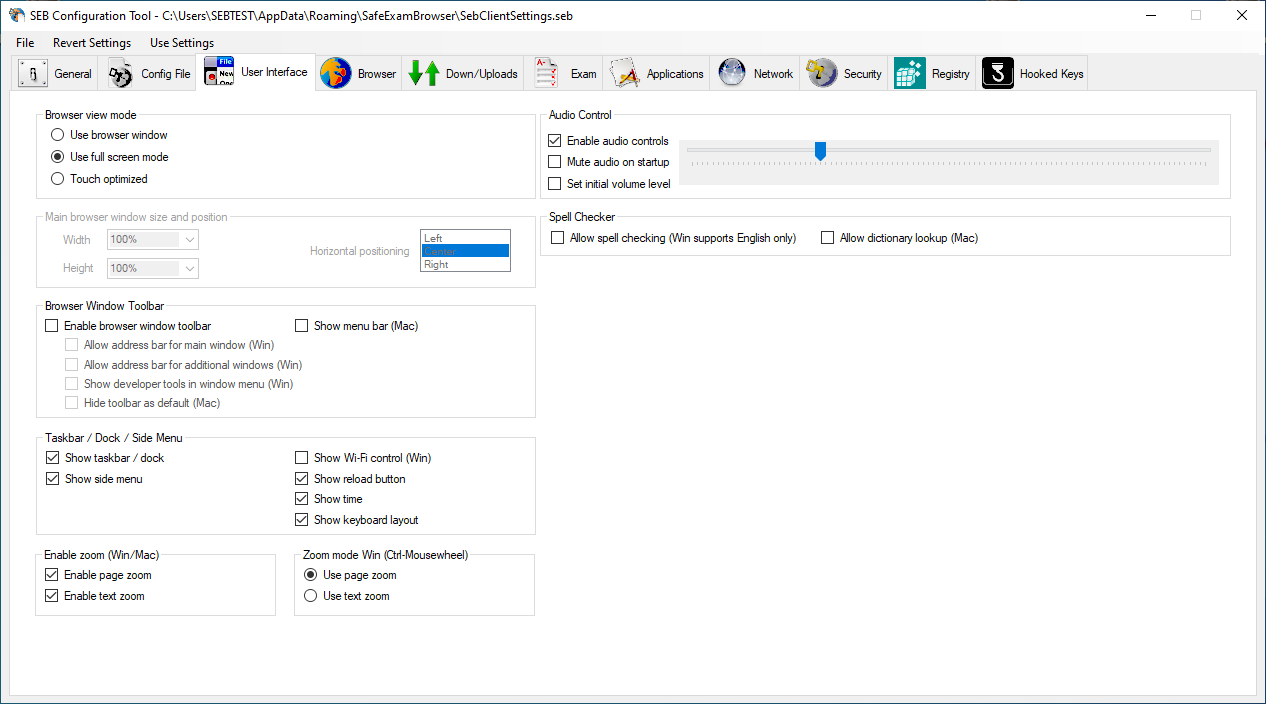 SEB Configuration Tool - C:\Users\SEBTEST\AppData\Roaming\SafeExamBrowser\SebClientSettings.seb
File Revert Settings Use Settings
General Config File User Interface Browser Down/Uploads Exam Applications Network Security Registry Hooked Keys
Browser view mode
Use browser window
Use full screen mode
Touch optimized
Main browser window size and position
Width 100%
Height 100%
Horizontal positioning
Left
Center
Right
Browser Window Toolbar
Enable browser window toolbar Show menu bar (Mac)
Allow address bar for main window (Win)
Allow address bar for additional windows (Win)
Show developer tools in window menu (Win)
Hide toolbar as default (Mac)
Taskbar / Dock / Side Menu
Show taskbar / dock Show Wi-Fi control (Win)
Show side menu Show reload button
Show time
Show keyboard layout
Enable zoom (Win/Mac)
Enable page zoom
Enable text zoom
Zoom mode Win (Ctrl-Mousewheel)
Use page zoom
Use text zoom
Audio Control
Enable audio controls
Mute audio on startup
Set initial volume level
Spell Checker
Allow spell checking (Win supports English only) Allow dictionary lookup (Mac)